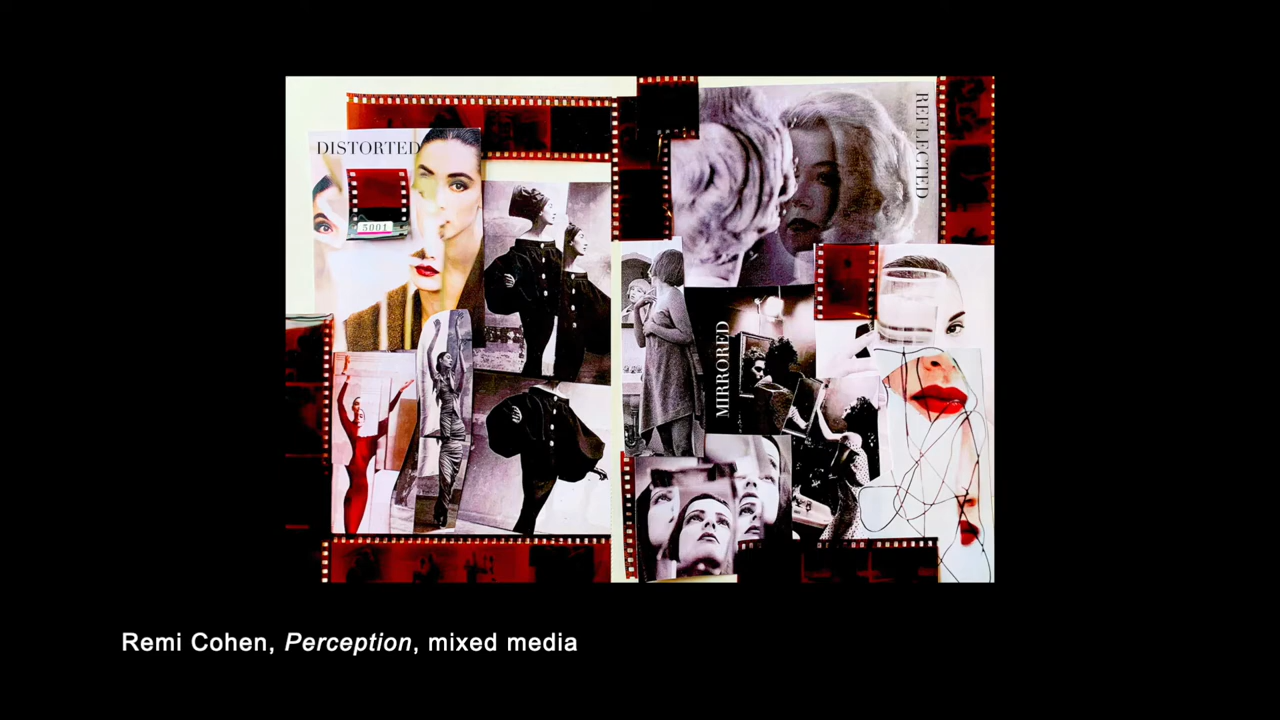 DISTORTED
5001
REFLECTED
MIRRORED
Remi Cohen, Perception, mixed media